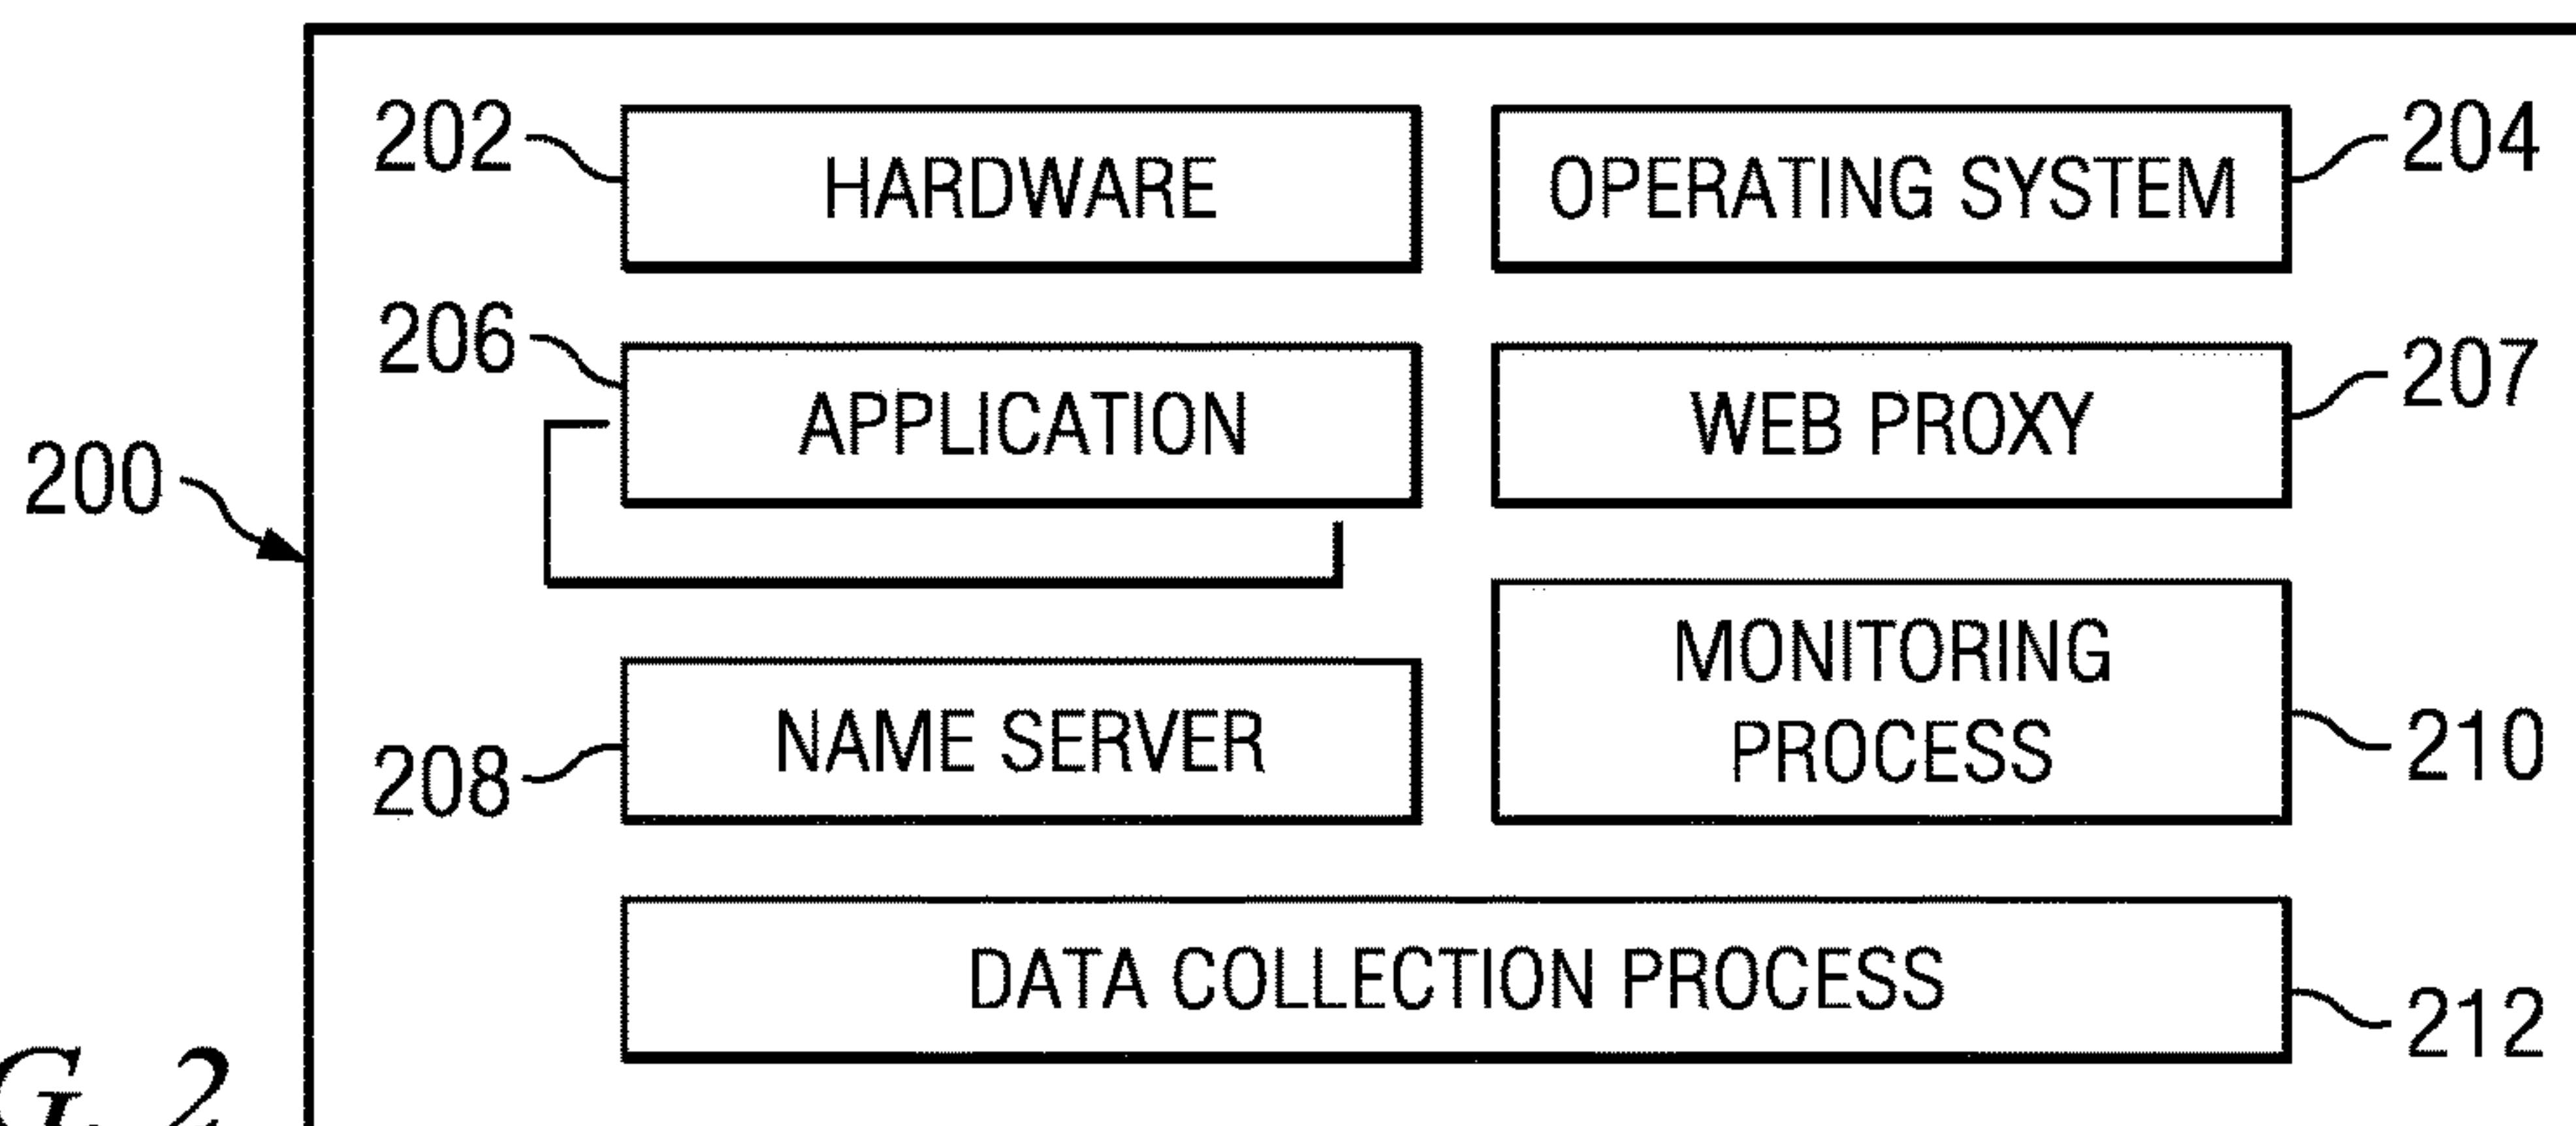 202 HARDWARE OPERATING SYSTEM 204
206 APPLICATION WEB PROXY 207
200
MONITORING
PROCESS 210
208 NAME SERVER
DATA COLLECTION PROCESS 212
G. 2